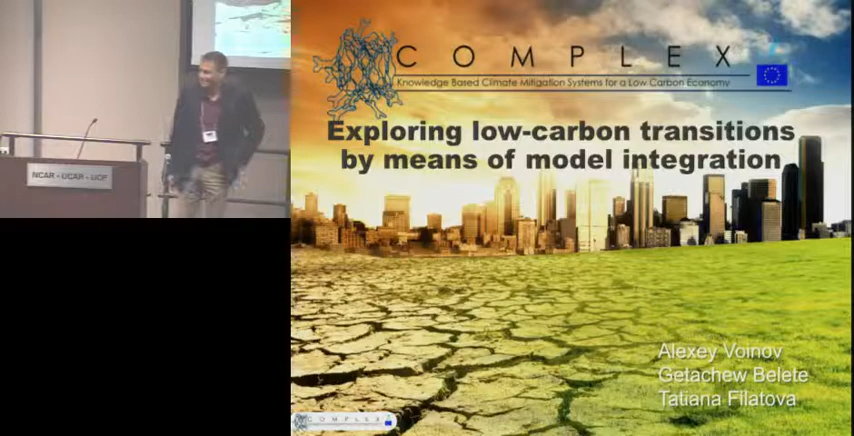 NCAR - UCAR - UCP
C O M P L E X
Knowledge Based Climate Mitigation Systems for a Low Carbon Economy
Exploring low-carbon transitions
by means of model integration
Alexey Voinov
Getachew Belete
Tatiana Filatova
C O M P L E X